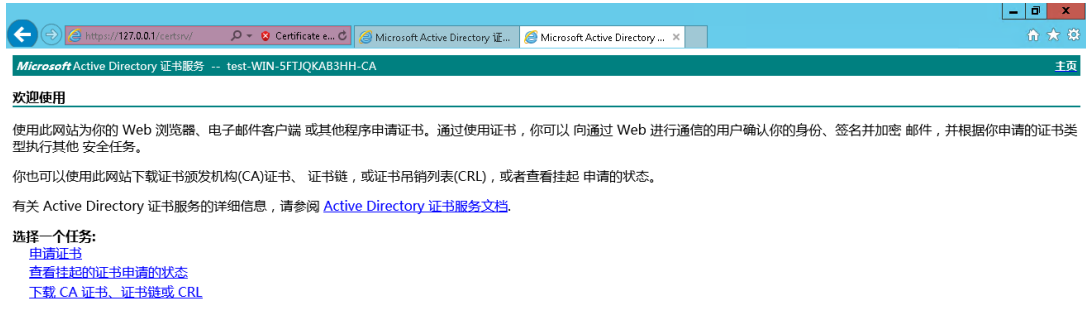 https://127.0.0.1/certsrv/ Certificate e... Microsoft Active Directory 证... Microsoft Active Directory ...
Microsoft Active Directory 证书服务 -- test-WIN-5FTJQKAB3HH-CA 主页
欢迎使用
使用此网站为你的 Web 浏览器、电子邮件客户端 或其他程序申请证书。通过使用证书，你可以 向通过 Web 进行通信的用户确认你的身份、签名并加密 邮件，并根据你申请的证书类
型执行其他 安全任务。
你也可以使用此网站下载证书颁发机构(CA)证书、 证书链，或证书吊销列表(CRL)，或者查看挂起 申请的状态。
有关 Active Directory 证书服务的详细信息，请参阅 Active Directory 证书服务文档.
选择一个任务:
申请证书
查看挂起的证书申请的状态
下载 CA 证书、证书链或 CRL